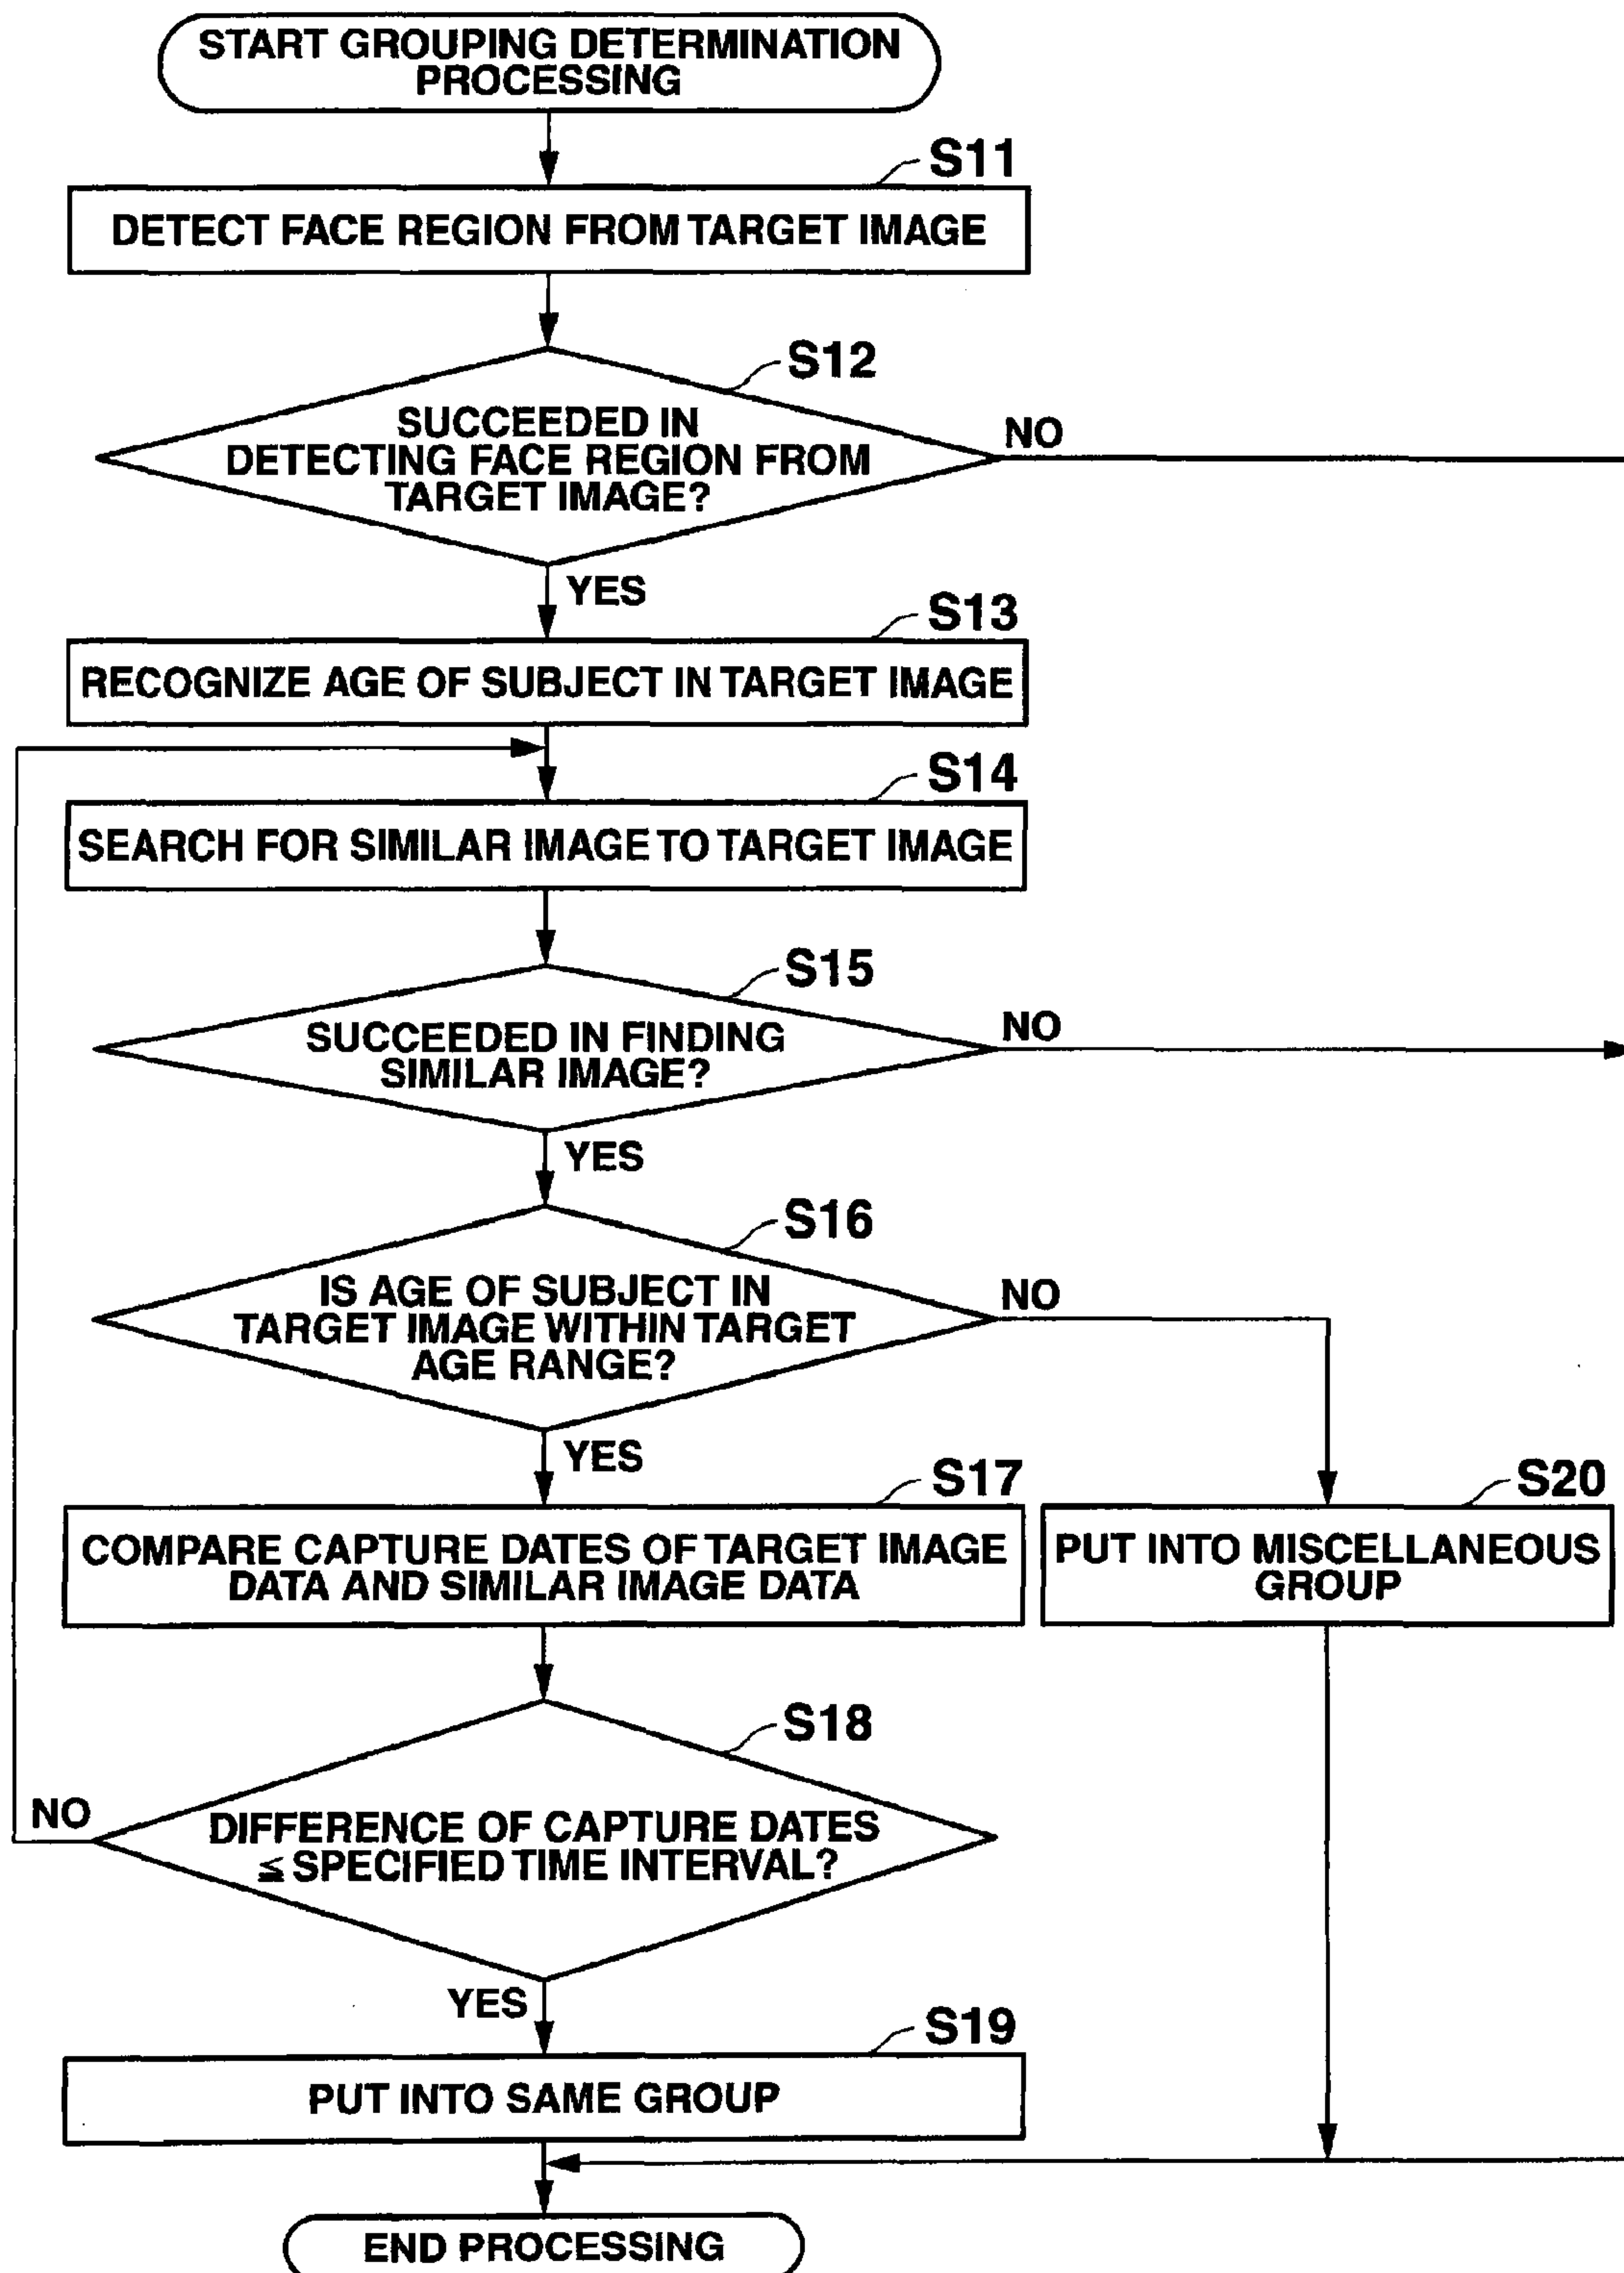 START GROUPING DETERMINATION
PROCESSING
S11
DETECT FACE REGION FROM TARGET IMAGE
S12
SUCCEEDED IN
DETECTING FACE REGION FROM
TARGET IMAGE?
NO
YES
S13
RECOGNIZE AGE OF SUBJECT IN TARGET IMAGE
S14
SEARCH FOR SIMILAR IMAGE TO TARGET IMAGE
S15
SUCCEEDED IN FINDING
SIMILAR IMAGE?
NO
YES
S16
IS AGE OF SUBJECT IN
TARGET IMAGE WITHIN TARGET
AGE RANGE?
NO
YES
S17
COMPARE CAPTURE DATES OF TARGET IMAGE
DATA AND SIMILAR IMAGE DATA
S20
PUT INTO MISCELLANEOUS
GROUP
S18
DIFFERENCE OF CAPTURE DATES
≦ SPECIFIED TIME INTERVAL?
NO
YES
S19
PUT INTO SAME GROUP
END PROCESSING